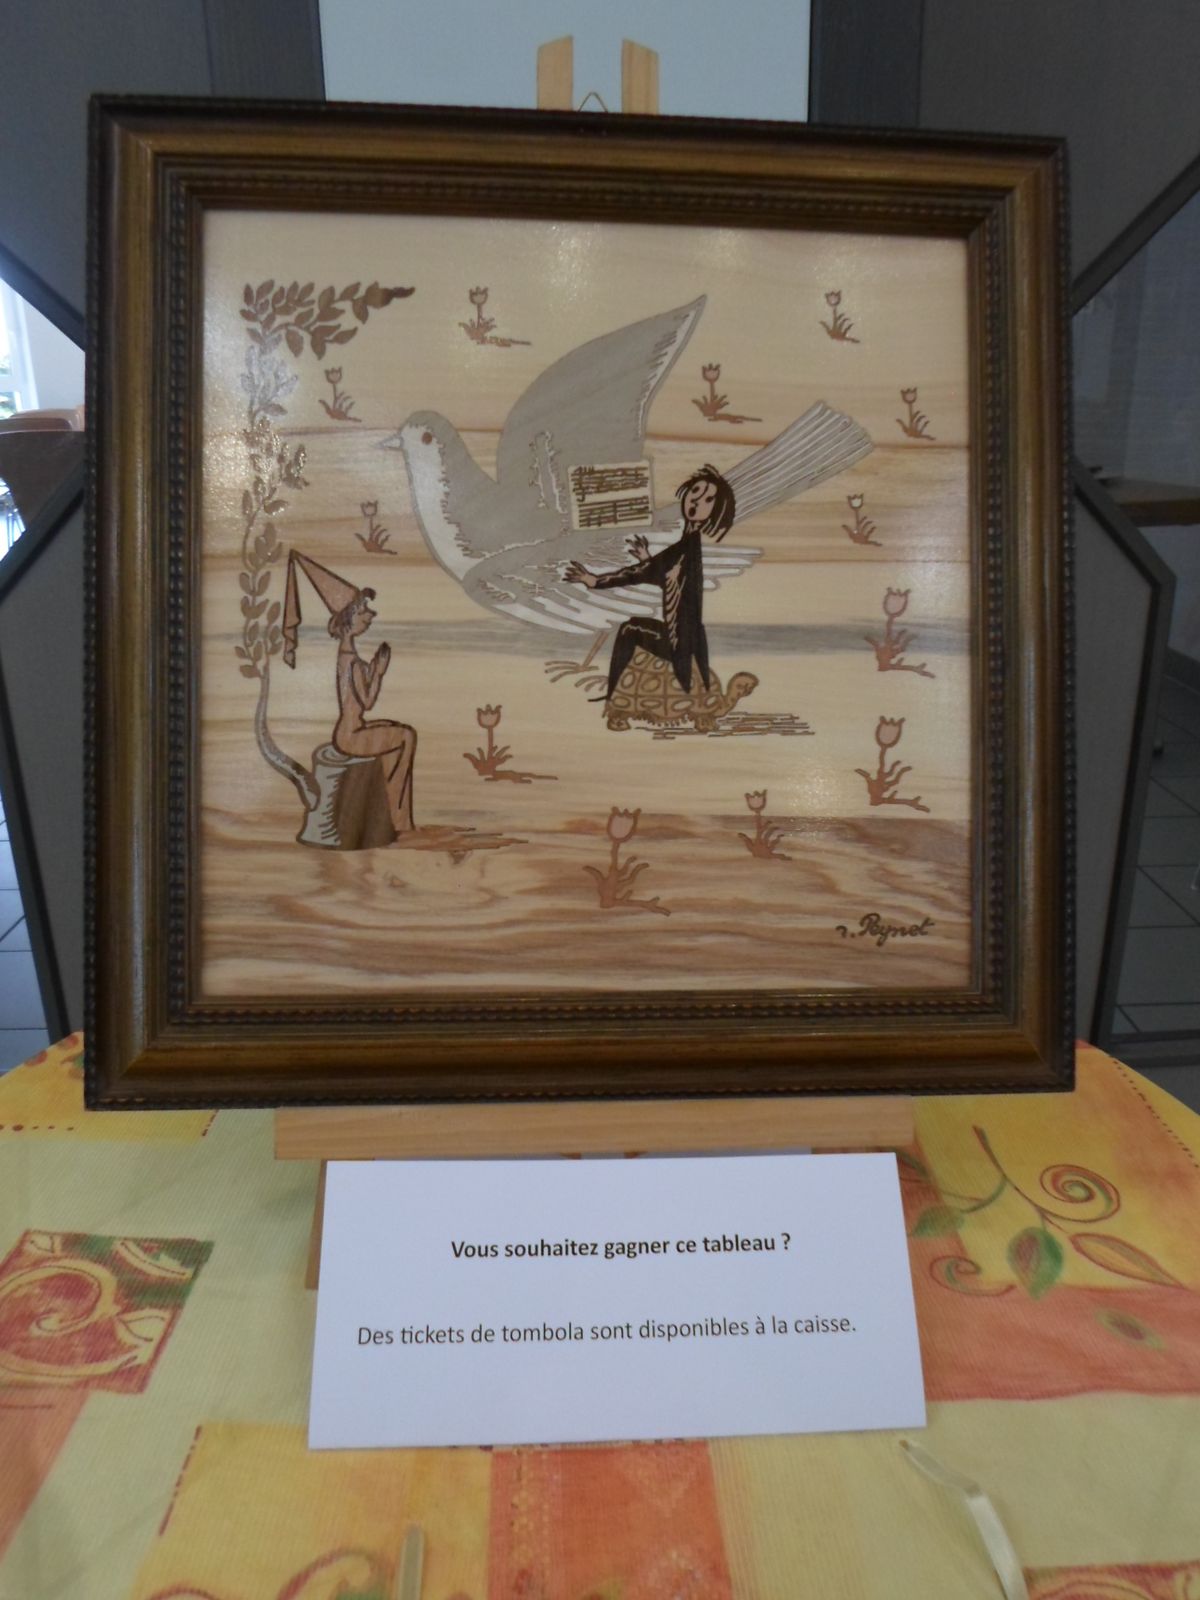 r. Peynet
Vous souhaitez gagner ce tableau ?
Des tickets de tombola sont disponibles à la caisse.